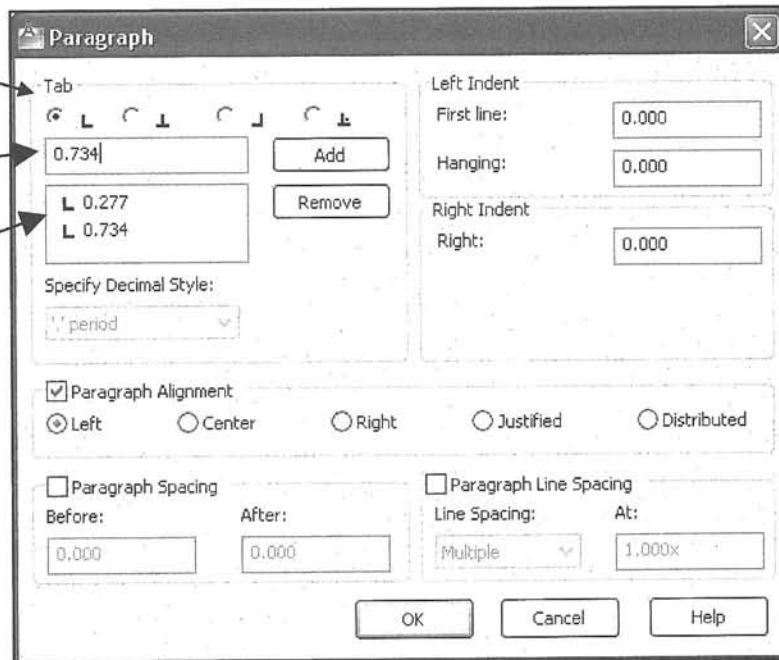 Paragraph
Tab
0.734
Add
L 0.277
L 0.734
Remove
Specify Decimal Style:
'.' period
Left Indent
First line:
0.000
Hanging:
0.000
Right Indent
Right:
0.000
Paragraph Alignment
Left
Center
Right
Justified
Distributed
Paragraph Spacing
Before:
After:
0.000
0.000
Paragraph Line Spacing
Line Spacing:
At:
Multiple
1.000x
OK
Cancel
Help